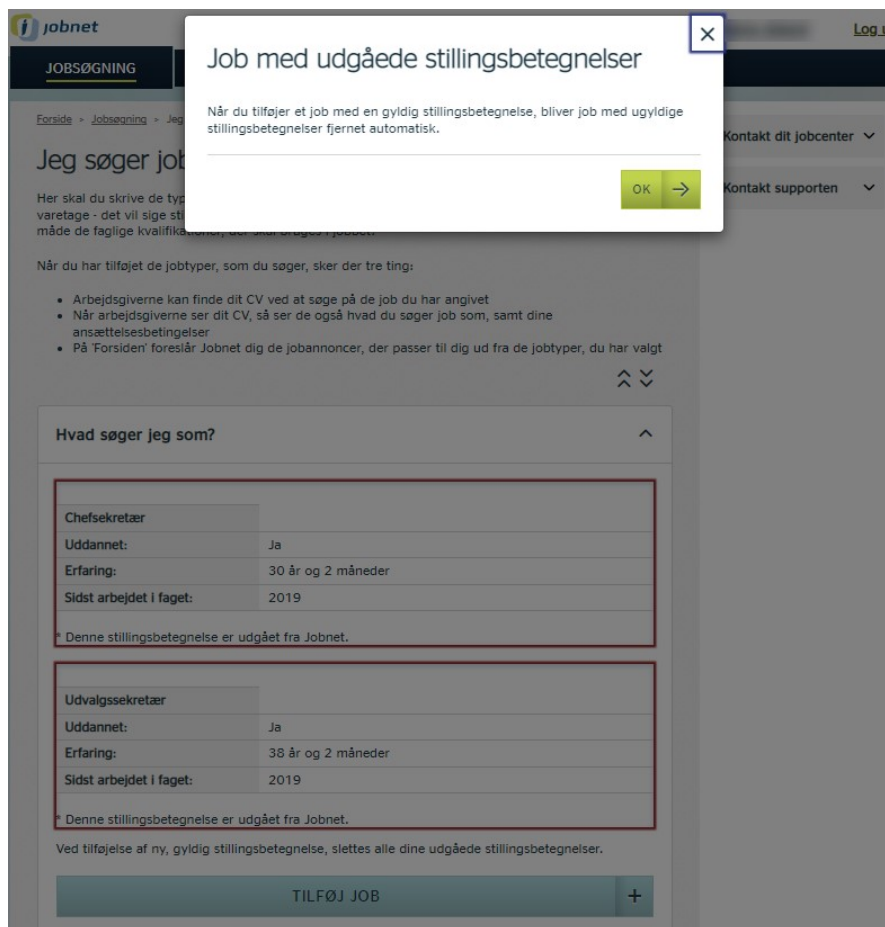 jobnet
Log
JOBSØGNING
Job med udgåede stillingsbetegnelser
Når du tilføjer et job med en gyldig stillingsbetegnelse, bliver job med ugyldige
stillingsbetegnelser fjernet automatisk.
OK
Forside > Jobsøgning > Jeg
Jeg søger
Her skal du skrive de
varetage - det vil sige
måde de faglige
Kontakt dit jobcenter
Kontakt supporten
Når du har tilføjet de jobtyper, som du søger, sker der tre ting:
• Arbejdsgiverne kan finde dit CV ved at søge på de job du har angivet
• Når arbejdsgiverne ser dit CV, så ser de også hvad du søger job som, samt dine
ansættelsesbetingelser
• På 'Forsiden' foreslår Jobnet dig de jobannoncer, der passer til dig ud fra de jobtyper, du har valgt
Hvad søger jeg som?
Chefsekretær
Uddannet: Ja
Erfaring: 30 år og 2 måneder
Sidst arbejdet i faget: 2019
* Denne stillingsbetegnelse er udgået fra Jobnet.
Udvalgssekretær
Uddannet: Ja
Erfaring: 38 år og 2 måneder
Sidst arbejdet i faget: 2019
* Denne stillingsbetegnelse er udgået fra Jobnet.
Ved tilføjelse af ny, gyldig stillingsbetegnelse, slettes alle dine udgåede stillingsbetegnelser.
TILFØJ JOB +